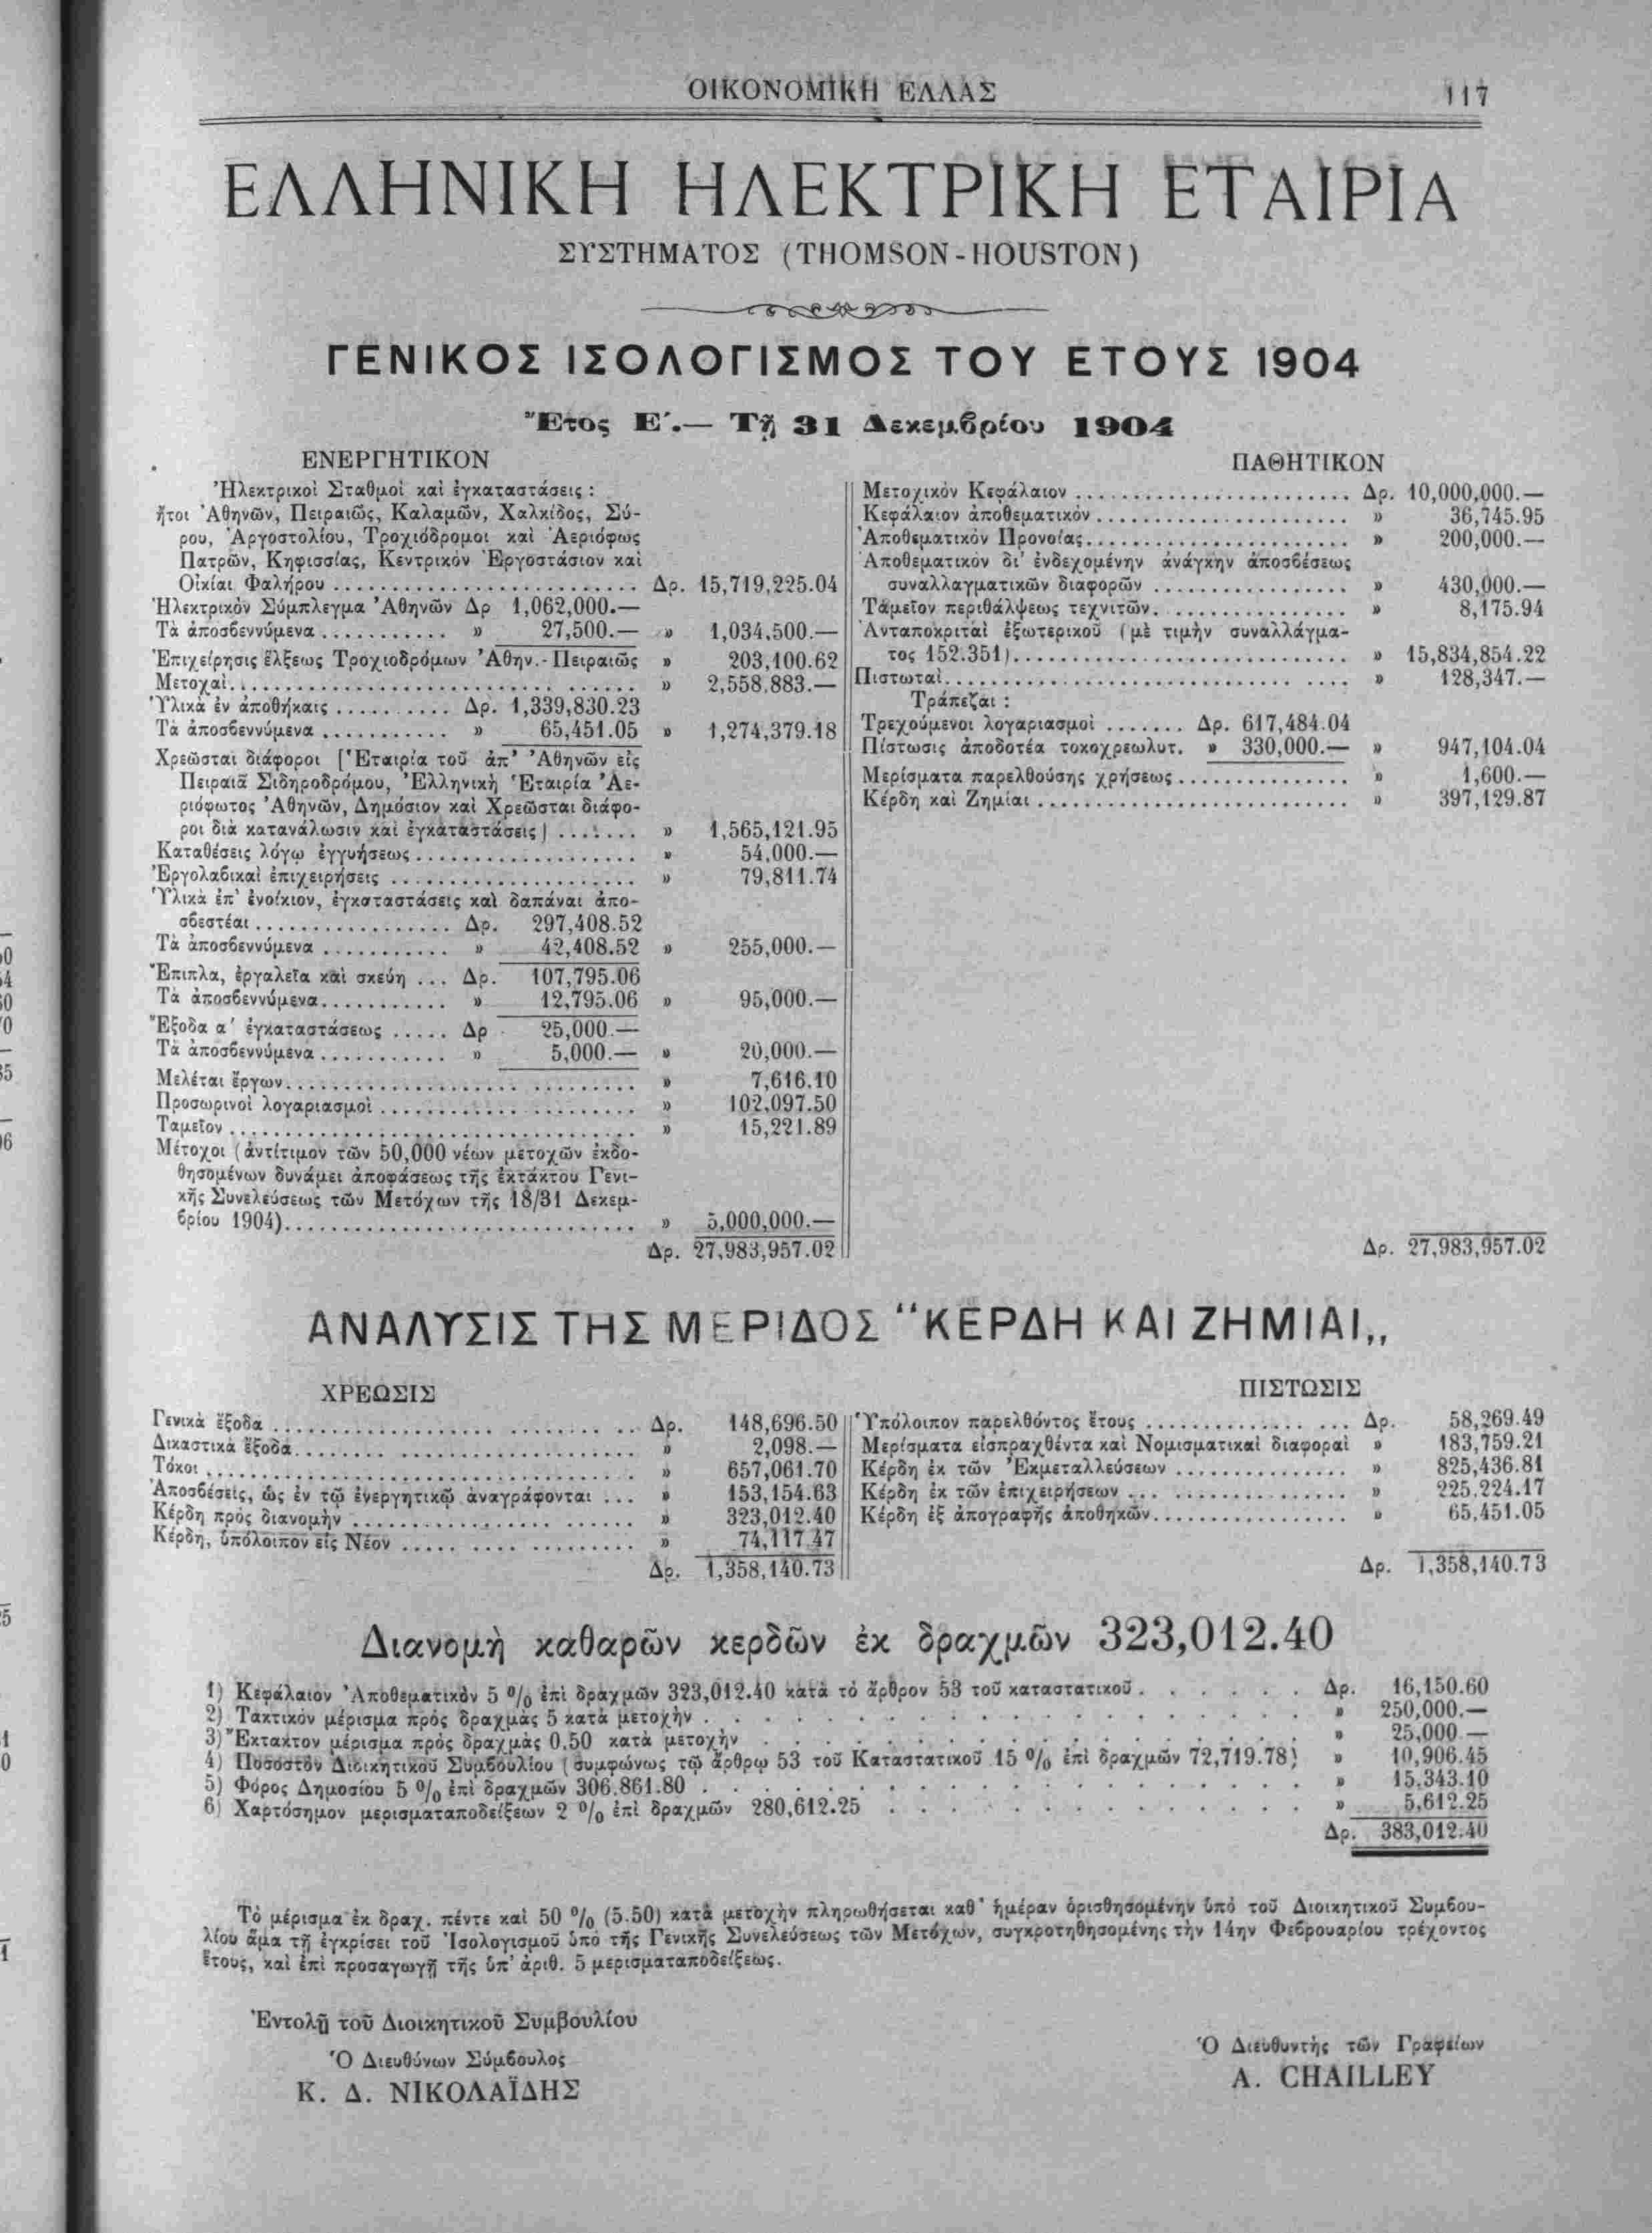 ΟΙΚΟΝΟΜΙΚΗ ΕΛΛΑΣ 117
ΕΛΛΗΝΙΚΗ ΗΛΕΚΤΡΙΚΗ ΕΤΑΙΡΙΑ
ΣΥΣΤΗΜΑΤΟΣ (THOMSON-HOUSTON)
ΓΕΝΙΚΟΣ ΙΣΟΛΟΓΙΣΜΟΣ ΤΟΥ ΕΤΟΥΣ 1904
Ἔτος Ε΄.— Τῇ 31 Δεκεμβρίου 1904
ΕΝΕΡΓΗΤΙΚΟΝ
Ἠλεκτρικοὶ Σταθμοὶ καὶ ἐγκαταστάσεις :
ἤτοι Ἀθηνῶν, Πειραιῶς, Καλαμῶν, Χαλκίδος, Σύ-
ρου, Ἀργοστολίου, Τροχιόδρομοι καὶ Ἀεριόφως
Πατρῶν, Κηφισσίας, Κεντρικὸν Ἐργοστάσιον καὶ
Οἰκίαι Φαλήρου ........ Δρ. 15,719,225.04
Ἠλεκτρικὸν Σύμπλεγμα Ἀθηνῶν Δρ 1,062,000.—
Τὰ ἀποσβεννύμενα ........ » 27,500.— » 1,034,500.—
Ἐπιχείρησις ἕλξεως Τροχιοδρόμων Ἀθην.-Πειραιῶς » 203,100.62
Μετοχαὶ ........ » 2,558,883.—
Ὑλικὰ ἐν ἀποθήκαις ........ Δρ. 1,339,830.23
Τὰ ἀποσβεννύμενα ........ » 65,451.05 » 1,274,379.18
Χρεῶσται διάφοροι [Ἑταιρία τοῦ ἀπ’ Ἀθηνῶν εἰς
Πειραιᾶ Σιδηροδρόμου, Ἑλληνικὴ Ἑταιρία Ἀε-
ριόφωτος Ἀθηνῶν, Δημόσιον καὶ Χρεῶσται διάφο-
ροι διὰ κατανάλωσιν καὶ ἐγκαταστάσεις] ........ » 1,565,121.95
Καταθέσεις λόγῳ ἐγγυήσεως ........ » 54,000.—
Ἐργολαβικαὶ ἐπιχειρήσεις ........ » 79,811.74
Ὑλικὰ ἐπ’ ἐνοίκιον, ἐγκαταστάσεις καὶ δαπάναι ἀπο-
σβεστέαι ........ Δρ. 297,408.52
Τὰ ἀποσβεννύμενα ........ » 42,408.52 » 255,000.—
Ἔπιπλα, ἐργαλεῖα καὶ σκεύη ... Δρ. 107,795.06
Τὰ ἀποσβεννύμενα ........ » 12,795.06 » 95,000.—
Ἔξοδα α΄ ἐγκαταστάσεως ..... Δρ 25,000.—
Τὰ ἀποσβεννύμενα ........ » 5,000.— » 20,000.—
Μελέται ἔργων ........ » 7,616.10
Προσωρινοὶ λογαριασμοὶ ........ » 102,097.50
Ταμεῖον ........ » 15,221.89
Μέτοχοι (ἀντίτιμον τῶν 50,000 νέων μετοχῶν ἐκδο-
θησομένων δυνάμει ἀποφάσεως τῆς ἐκτάκτου Γενι-
κῆς Συνελεύσεως τῶν Μετόχων τῆς 18/31 Δεκεμ-
βρίου 1904) ........ » 5,000,000.—
Δρ. 27,983,957.02
ΠΑΘΗΤΙΚΟΝ
Μετοχικὸν Κεφάλαιον ........ Δρ. 10,000,000.—
Κεφάλαιον ἀποθεματικόν ........ » 36,745.95
Ἀποθεματικὸν Προνοίας ........ » 200,000.—
Ἀποθεματικὸν δι’ ἐνδεχομένην ἀνάγκην ἀποσβέσεως
συναλλαγματικῶν διαφορῶν ........ » 430,000.—
Ταμεῖον περιθάλψεως τεχνιτῶν ........ » 8,175.94
Ἀνταποκριταὶ ἐξωτερικοῦ (μὲ τιμὴν συναλλάγμα-
τος 152.351) ........ » 15,834,854.22
Πιστωταὶ ........ » 128,347.—
Τράπεζαι :
Τρεχούμενοι λογαριασμοὶ ....... Δρ. 617,484.04
Πίστωσις ἀποδοτέα τοκοχρεωλυτ. » 330,000.— » 947,104.04
Μερίσματα παρελθούσης χρήσεως ........ » 1,600.—
Κέρδη καὶ Ζημίαι ........ » 397,129.87
Δρ. 27,983,957.02
ΑΝΑΛΥΣΙΣ ΤΗΣ ΜΕΡΙΔΟΣ “ΚΕΡΔΗ ΚΑΙ ΖΗΜΙΑΙ„
ΧΡΕΩΣΙΣ
Γενικὰ ἔξοδα ........ Δρ. 148,696.50
Δικαστικὰ ἔξοδα ........ » 2,098.—
Τόκοι ........ » 657,061.70
Ἀποσβέσεις, ὡς ἐν τῷ ἐνεργητικῷ ἀναγράφονται ... » 153,154.63
Κέρδη πρὸς διανομὴν ........ » 323,012.40
Κέρδη, ὑπόλοιπον εἰς Νέον ........ » 74,117.47
Δρ. 1,358,140.73
ΠΙΣΤΩΣΙΣ
Ὑπόλοιπον παρελθόντος ἔτους ........ Δρ. 58,269.49
Μερίσματα εἰσπραχθέντα καὶ Νομισματικαὶ διαφοραὶ » 183,759.21
Κέρδη ἐκ τῶν Ἐκμεταλλεύσεων ........ » 825,436.81
Κέρδη ἐκ τῶν ἐπιχειρήσεων ........ » 225,224.17
Κέρδη ἐξ ἀπογραφῆς ἀποθηκῶν ........ » 65,451.05
Δρ. 1,358,140.73
Διανομὴ καθαρῶν κερδῶν ἐκ δραχμῶν 323,012.40
1) Κεφάλαιον Ἀποθεματικὸν 5 % ἐπὶ δραχμῶν 323,012.40 κατὰ τὸ ἄρθρον 53 τοῦ καταστατικοῦ . . . . . . Δρ. 16,150.60
2) Τακτικὸν μέρισμα πρὸς δραχμὰς 5 κατὰ μετοχὴν . . . . . . » 250,000.—
3) Ἔκτακτον μέρισμα πρὸς δραχμὰς 0,50 κατὰ μετοχὴν . . . . . . » 25,000.—
4) Ποσοστὸν Διοικητικοῦ Συμβουλίου (συμφώνως τῷ ἄρθρῳ 53 τοῦ Καταστατικοῦ 15 % ἐπὶ δραχμῶν 72,719.78) » 10,906.45
5) Φόρος Δημοσίου 5 % ἐπὶ δραχμῶν 306.861.80 . . . . . . » 15.343.10
6) Χαρτόσημον μερισματαποδείξεων 2 % ἐπὶ δραχμῶν 280,612.25 . . . . . . » 5,612.25
Δρ. 383,012.40
Τὸ μέρισμα ἐκ δραχ. πέντε καὶ 50 % (5.50) κατὰ μετοχὴν πληρωθήσεται καθ’ ἡμέραν ὁρισθησομένην ὑπὸ τοῦ Διοικητικοῦ Συμβου-
λίου ἅμα τῇ ἐγκρίσει τοῦ Ἰσολογισμοῦ ὑπὸ τῆς Γενικῆς Συνελεύσεως τῶν Μετόχων, συγκροτηθησομένης τὴν 14ην Φεβρουαρίου τρέχοντος
ἔτους, καὶ ἐπὶ προσαγωγῇ τῆς ὑπ’ ἀριθ. 5 μερισματαποδείξεως.
Ἐντολῇ τοῦ Διοικητικοῦ Συμβουλίου
Ὁ Διευθύνων Σύμβουλος
Κ. Δ. ΝΙΚΟΛΑΪΔΗΣ
Ὁ Διευθυντὴς τῶν Γραφείων
A. CHAILLEY